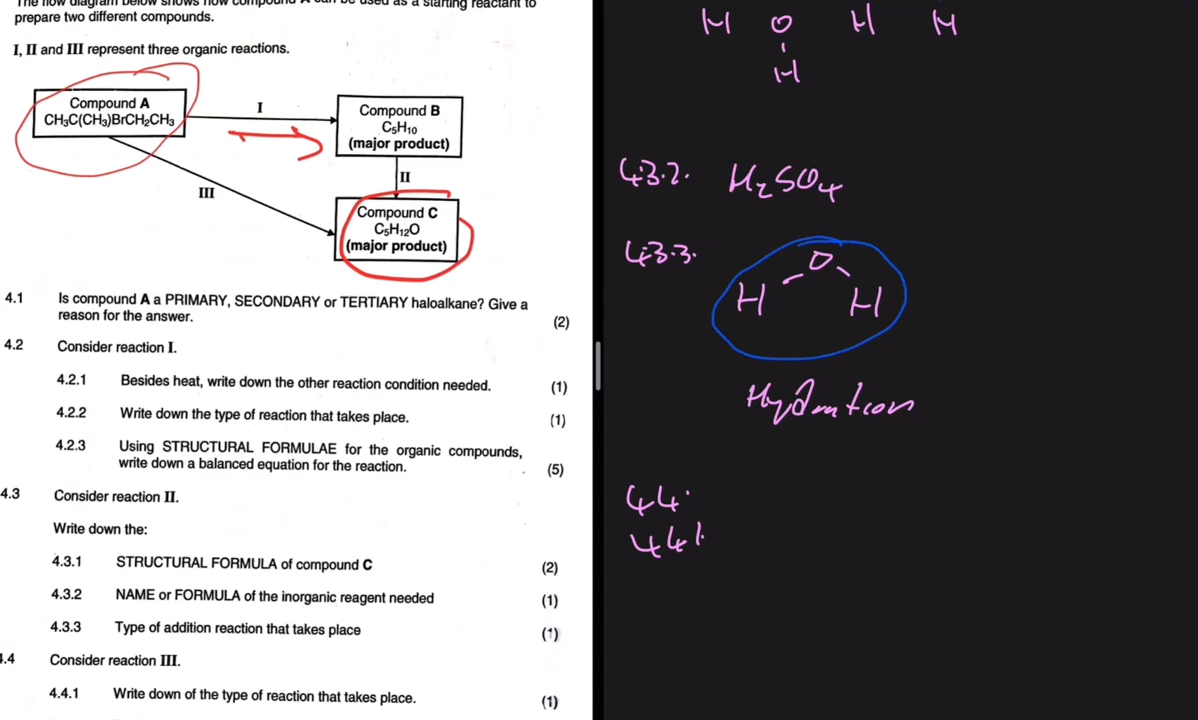 The flow diagram below shows how compound A can be used as a starting reactant to
prepare two different compounds.
I, II and III represent three organic reactions.
Compound A
CH₃C(CH₃)BrCH₂CH₃
I
Compound B
C₅H₁₀
(major product)
II
III
Compound C
C₅H₁₂O
(major product)
4.1 Is compound A a PRIMARY, SECONDARY or TERTIARY haloalkane? Give a
reason for the answer. (2)
4.2 Consider reaction I.
4.2.1 Besides heat, write down the other reaction condition needed. (1)
4.2.2 Write down the type of reaction that takes place. (1)
4.2.3 Using STRUCTURAL FORMULAE for the organic compounds,
write down a balanced equation for the reaction. (5)
4.3 Consider reaction II.
Write down the:
4.3.1 STRUCTURAL FORMULA of compound C (2)
4.3.2 NAME or FORMULA of the inorganic reagent needed (1)
4.3.3 Type of addition reaction that takes place (1)
4.4 Consider reaction III.
4.4.1 Write down of the type of reaction that takes place. (1)
H O H H
H
4.3.2. H₂SO₄
4.3.3.
O
H H
Hydration
4.4.
4.4.1.